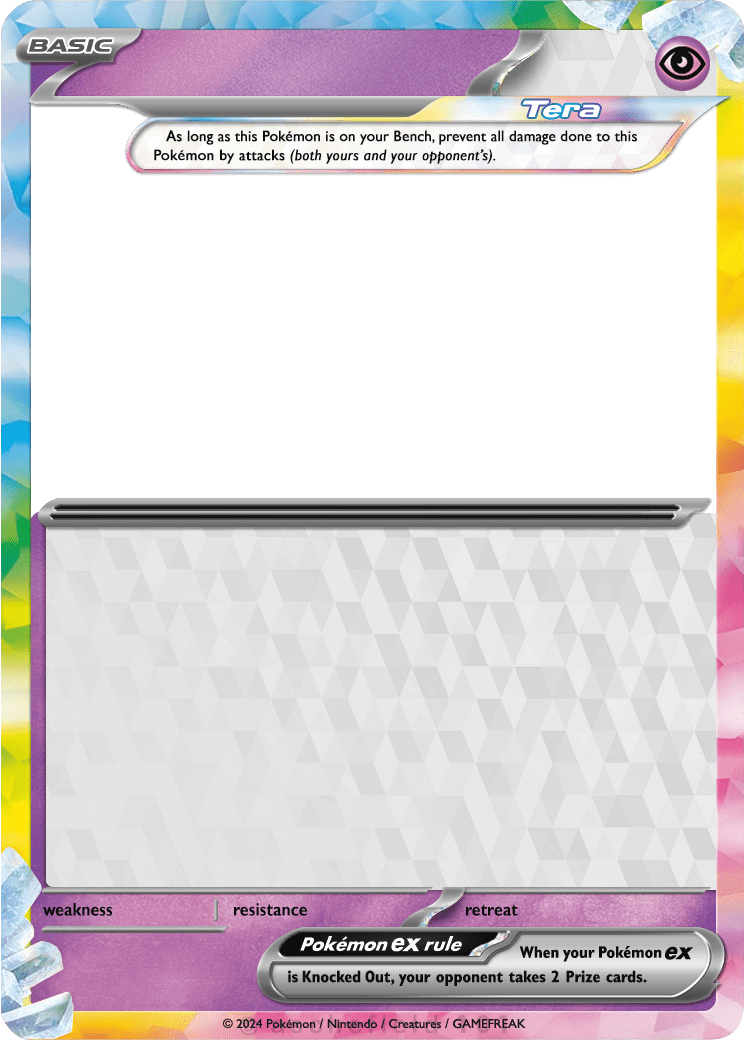 BASIC
Tera
As long as this Pokémon is on your Bench, prevent all damage done to this
Pokémon by attacks (both yours and your opponent's).
weakness resistance retreat
Pokémon ex rule When your Pokémon ex
is Knocked Out, your opponent takes 2 Prize cards.
© 2024 Pokémon / Nintendo / Creatures / GAMEFREAK